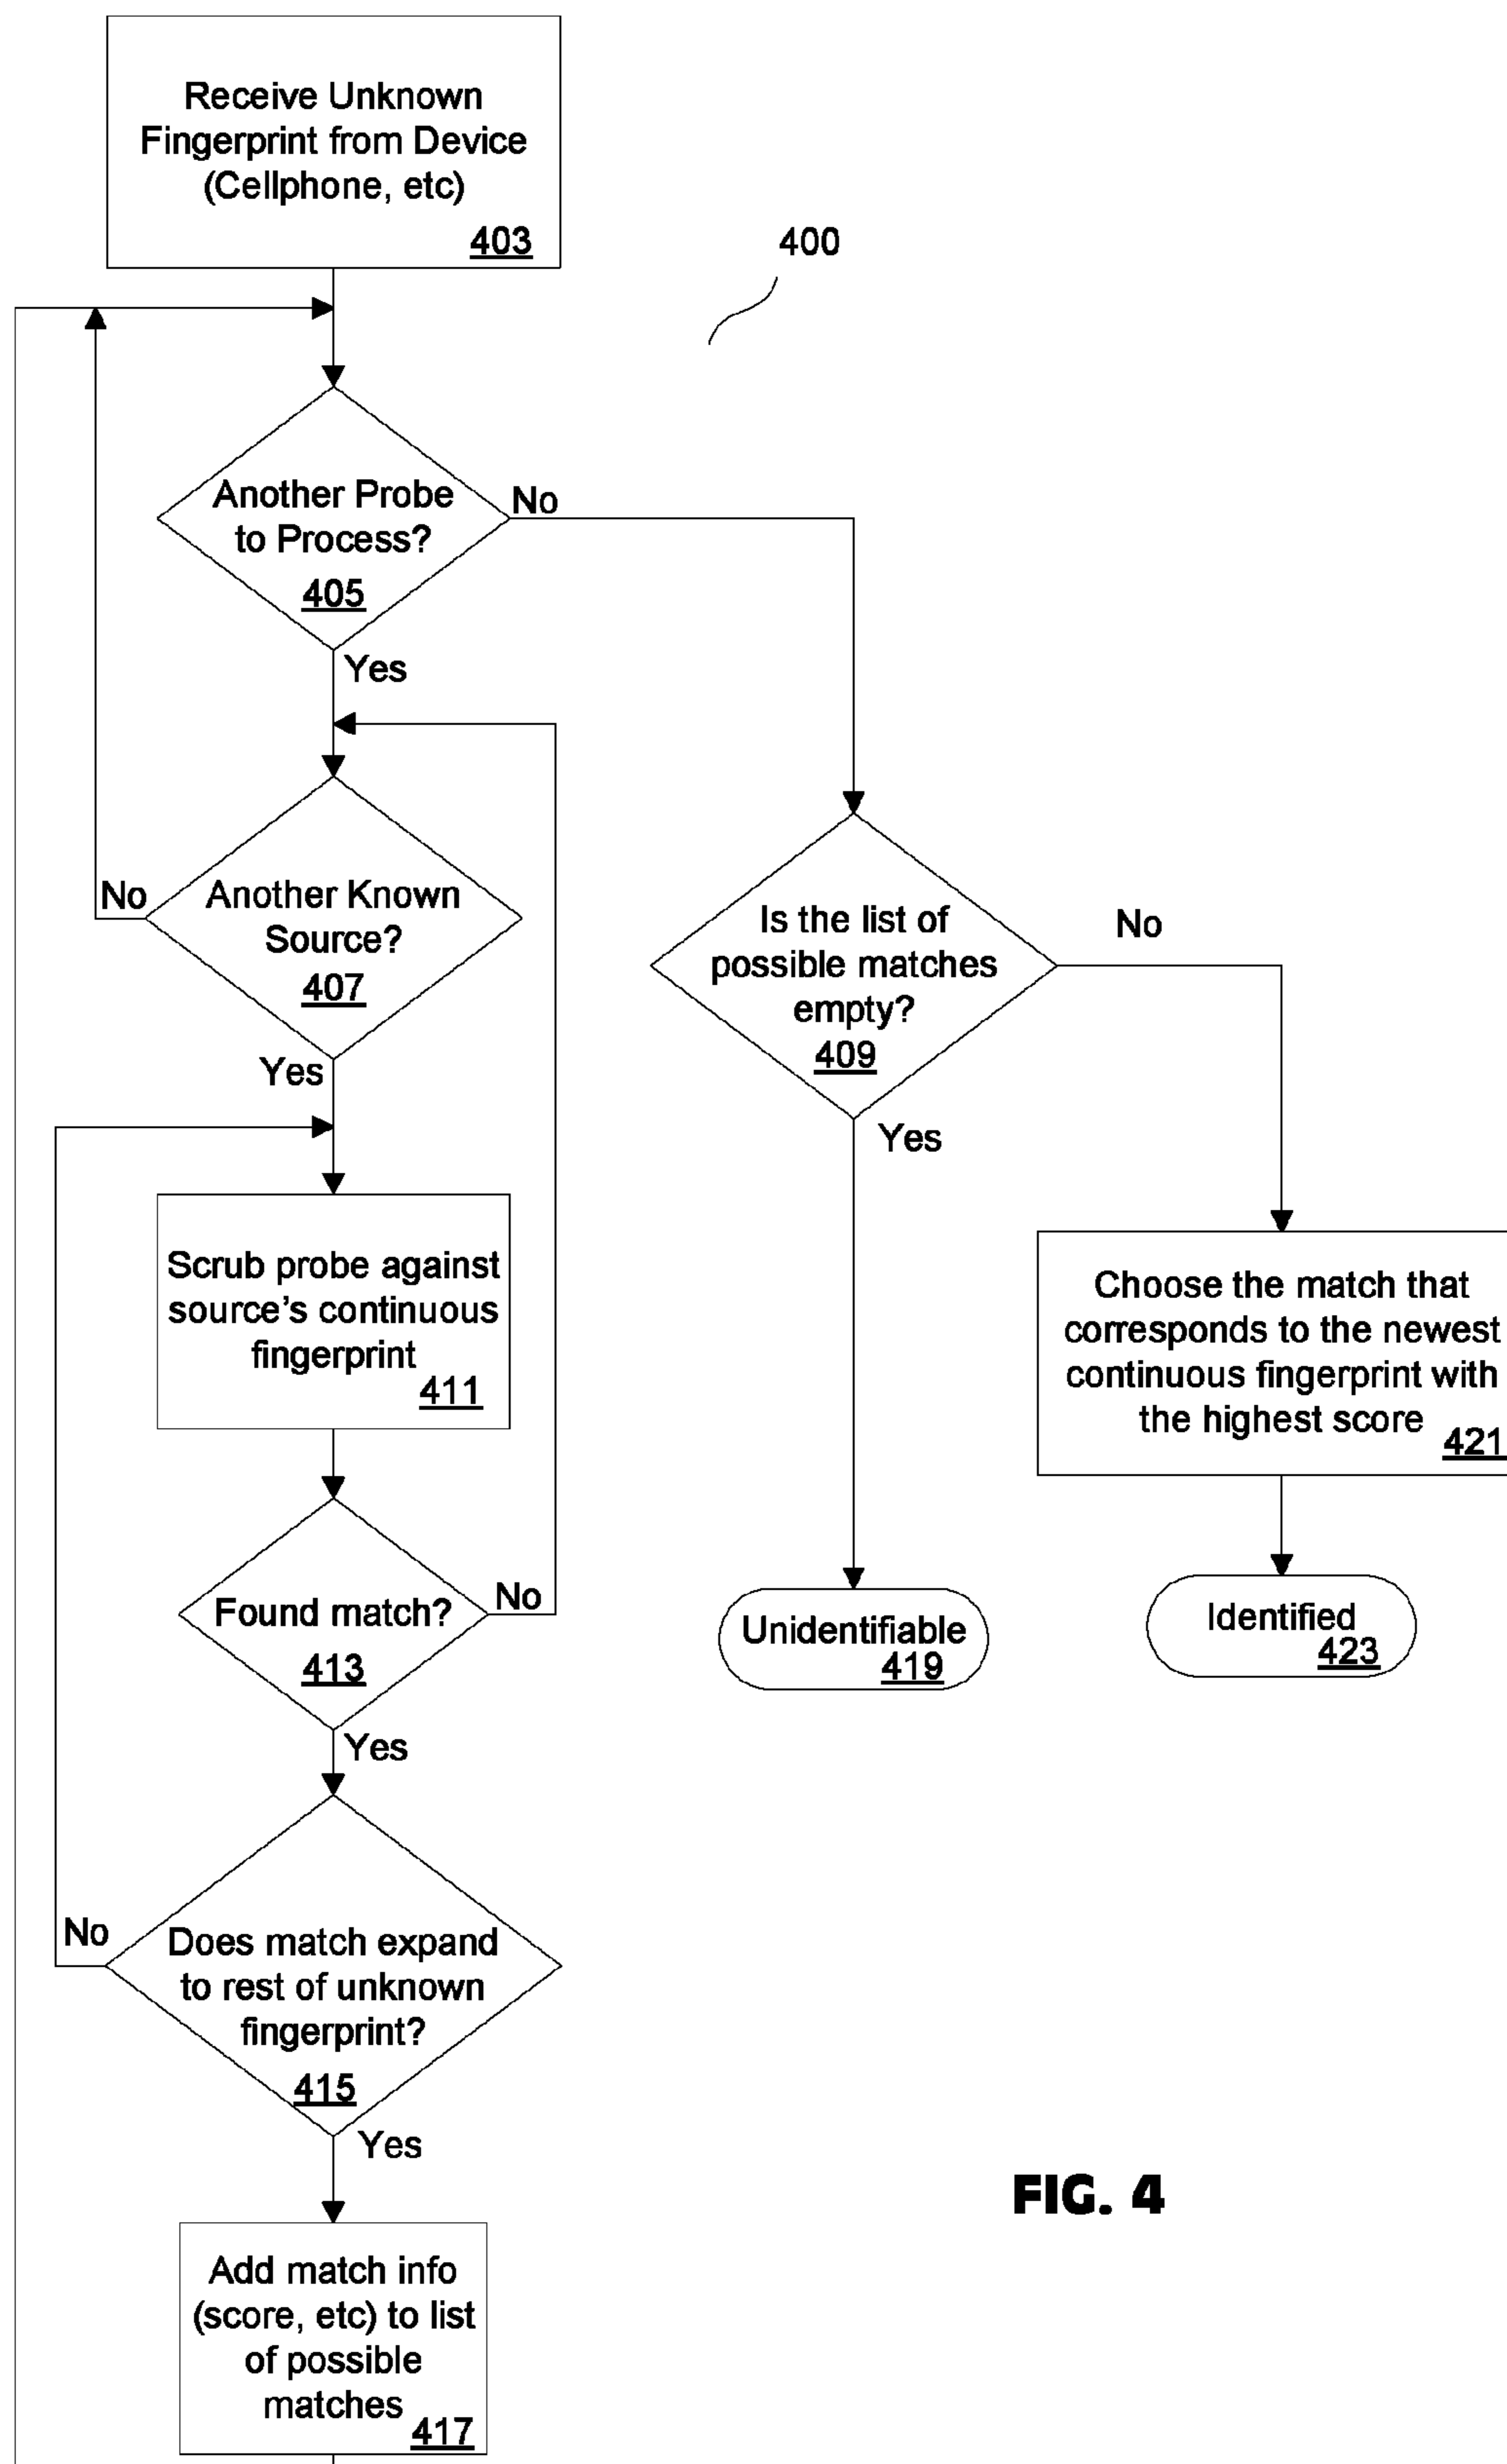 Receive Unknown
Fingerprint from Device
(Cellphone, etc)
403
400
Another Probe
to Process?
405
No
Yes
Another Known
Source?
407
No
Yes
Is the list of
possible matches
empty?
409
No
Yes
Scrub probe against
source's continuous
fingerprint
411
Choose the match that
corresponds to the newest
continuous fingerprint with
the highest score
421
Found match?
413
No
Yes
Unidentifiable
419
Identified
423
Does match expand
to rest of unknown
fingerprint?
415
No
Yes
Add match info
(score, etc) to list
of possible
matches
417
FIG. 4